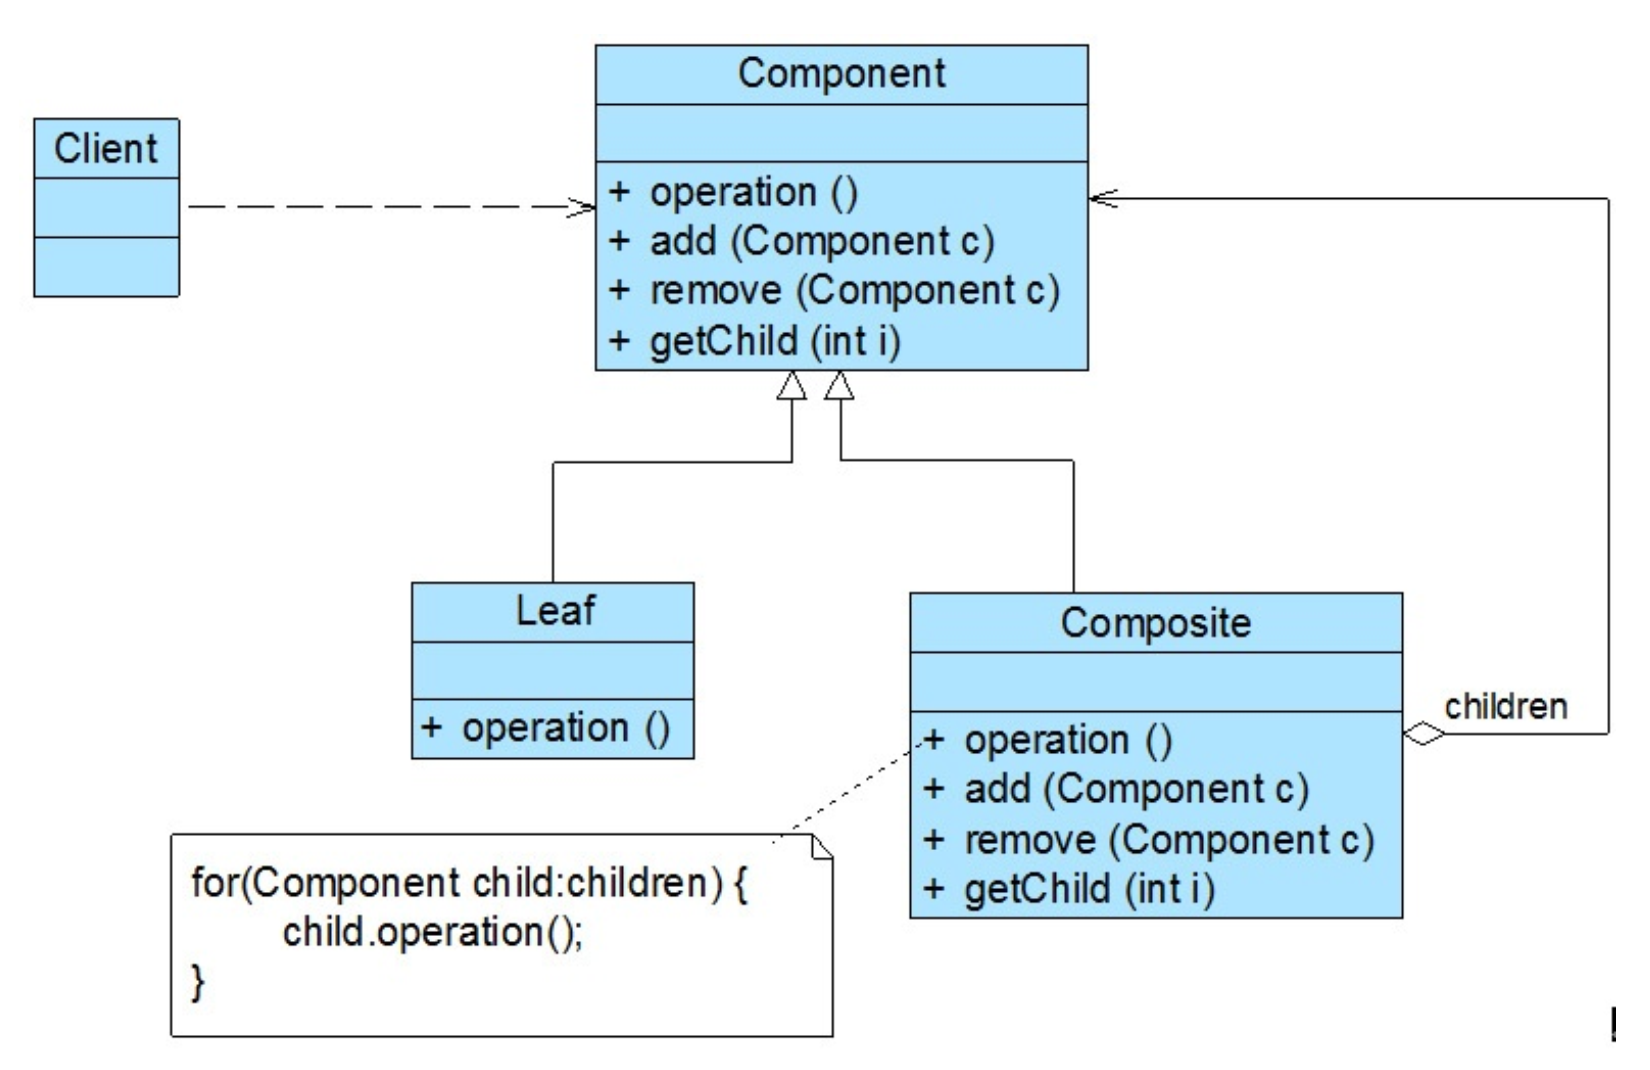 Component
Client
+ operation ()
+ add (Component c)
+ remove (Component c)
+ getChild (int i)
Leaf
+ operation ()
Composite
children
+ operation ()
+ add (Component c)
+ remove (Component c)
+ getChild (int i)
for(Component child:children) {
child.operation();
}